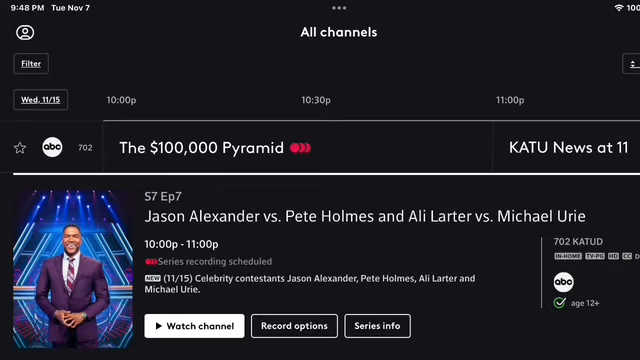 9:48 PM Tue Nov 7
100
All channels
Filter
Wed, 11/15
10:00p 10:30p 11:00p
abc 702 The $100,000 Pyramid KATU News at 11
S7 Ep7
Jason Alexander vs. Pete Holmes and Ali Larter vs. Michael Urie
10:00p - 11:00p
Series recording scheduled
NEW (11/15) Celebrity contestants Jason Alexander, Pete Holmes, Ali Larter and
Michael Urie.
702 KATUD
IN-HOME TV-PG HD CC D
abc
age 12+
Watch channel Record options Series info